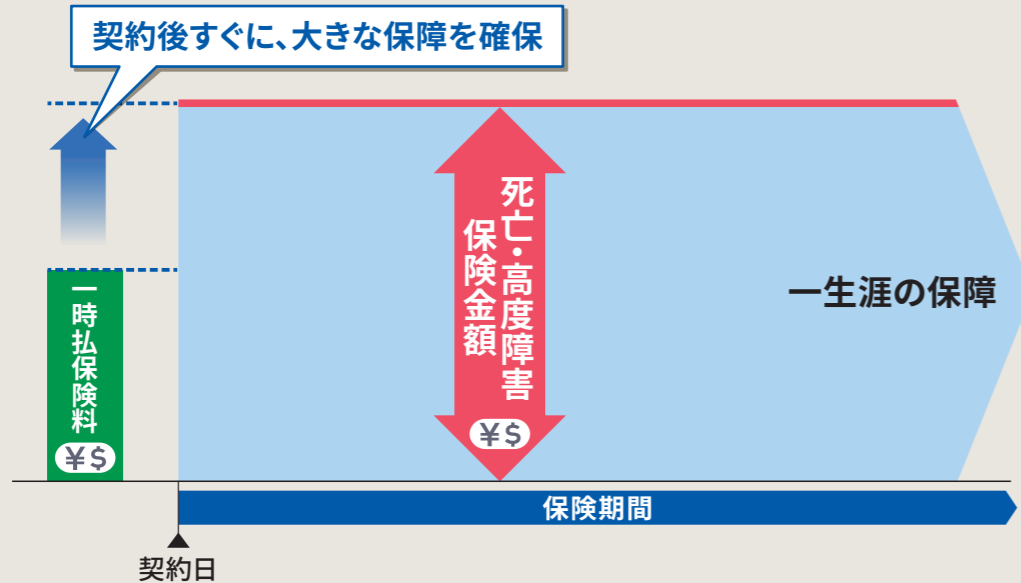 契約後すぐに、大きな保障を確保
一時払保険料
¥$
死亡・高度障害
保険金額
¥$
一生涯の保障
保険期間
契約日